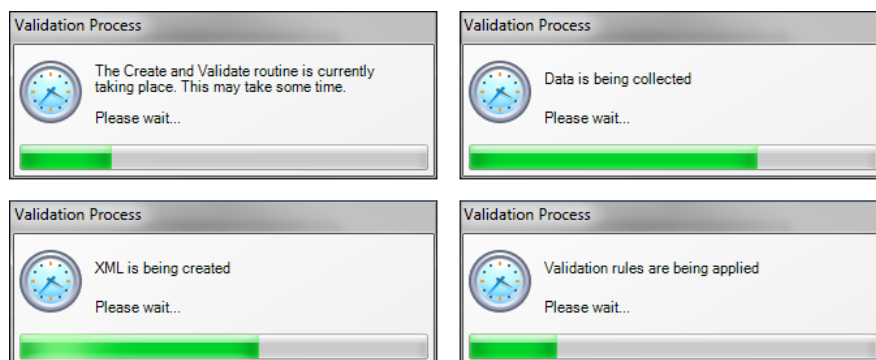 Validation Process
The Create and Validate routine is currently
taking place. This may take some time.
Please wait...
Validation Process
Data is being collected
Please wait...
Validation Process
XML is being created
Please wait...
Validation Process
Validation rules are being applied
Please wait...